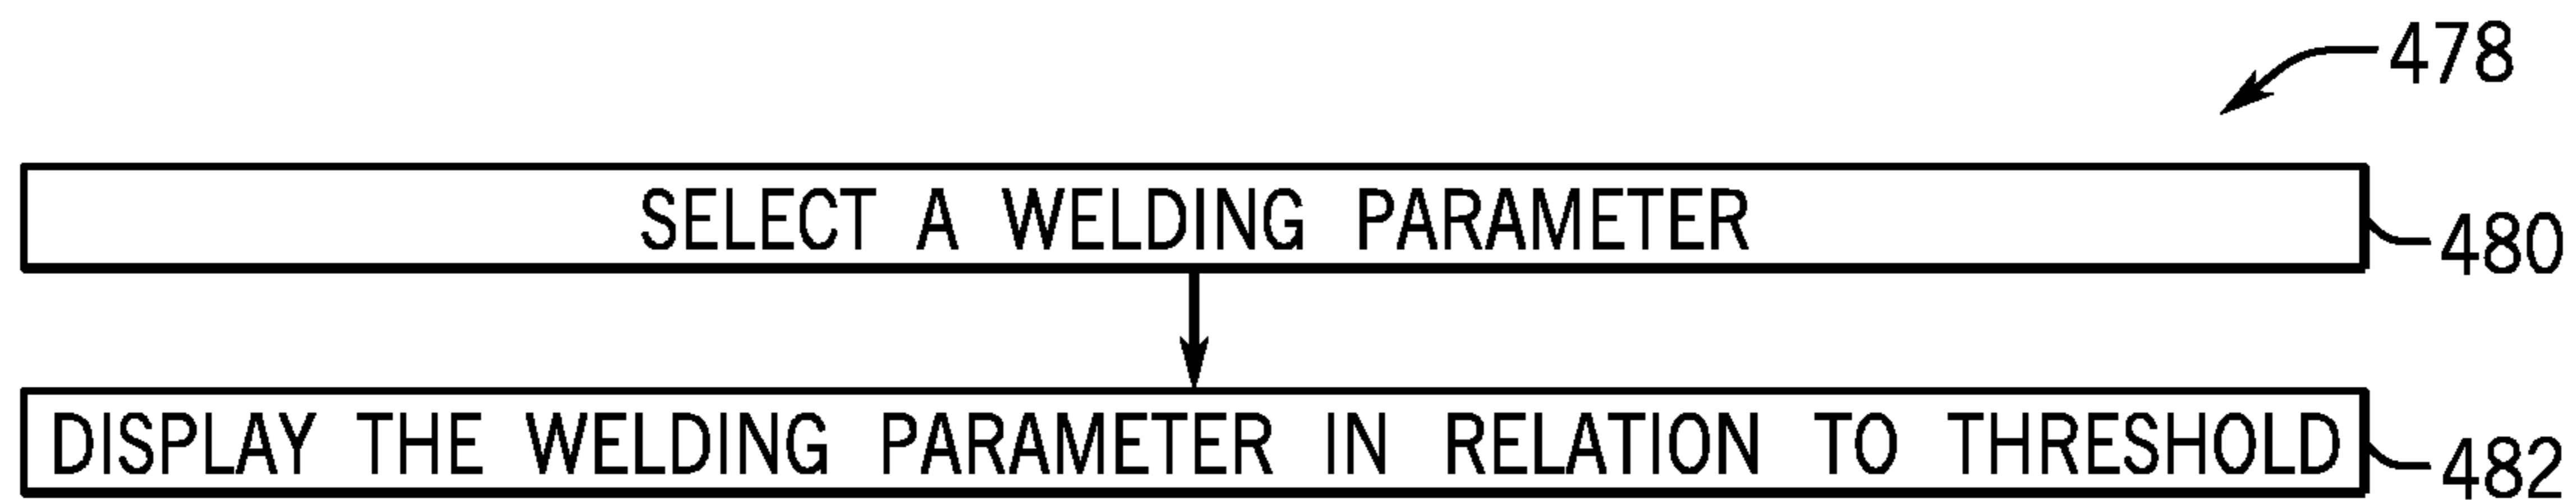 478
SELECT A WELDING PARAMETER
480
DISPLAY THE WELDING PARAMETER IN RELATION TO THRESHOLD
482